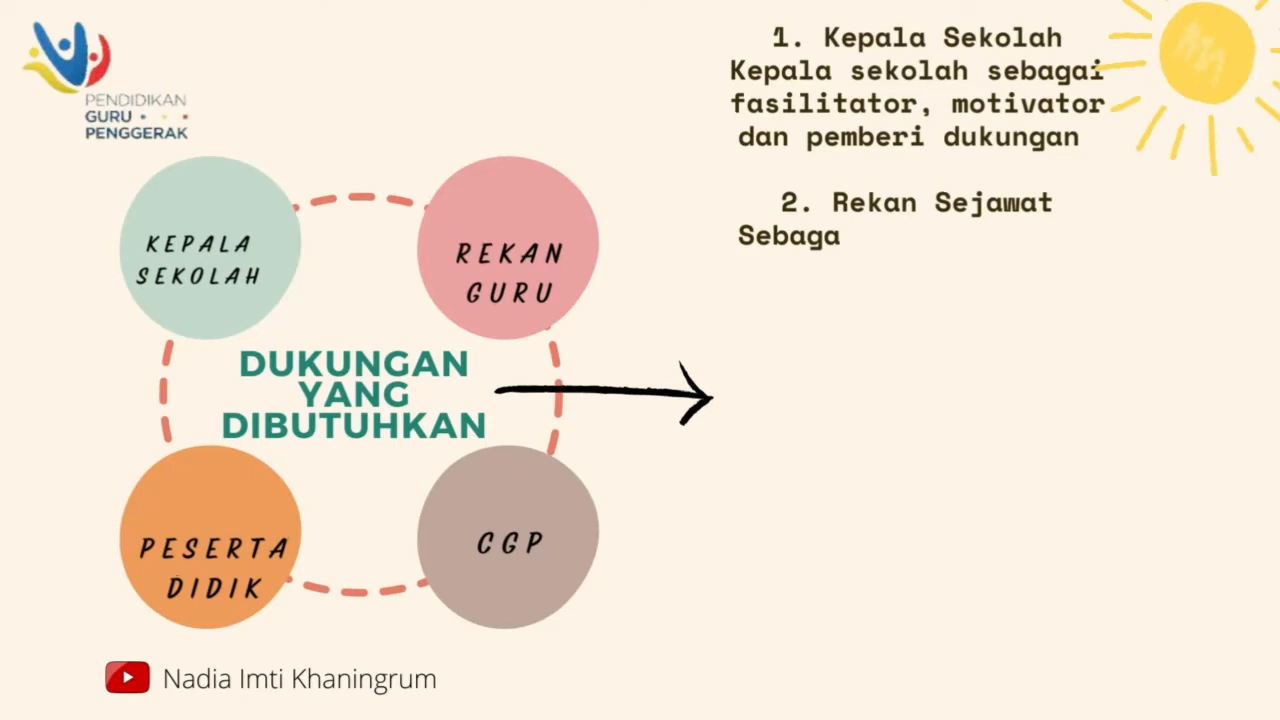 PENDIDIKAN
GURU
PENGGERAK
KEPALA
SEKOLAH
REKAN
GURU
DUKUNGAN
YANG
DIBUTUHKAN
PESERTA
DIDIK
CGP
1. Kepala Sekolah
Kepala sekolah sebagai
fasilitator, motivator
dan pemberi dukungan
2. Rekan Sejawat
Sebaga
Nadia Imti Khaningrum